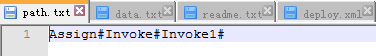 path.txt data.txt readme.txt deploy.xml
1 Assign#Invoke#Invoke1#